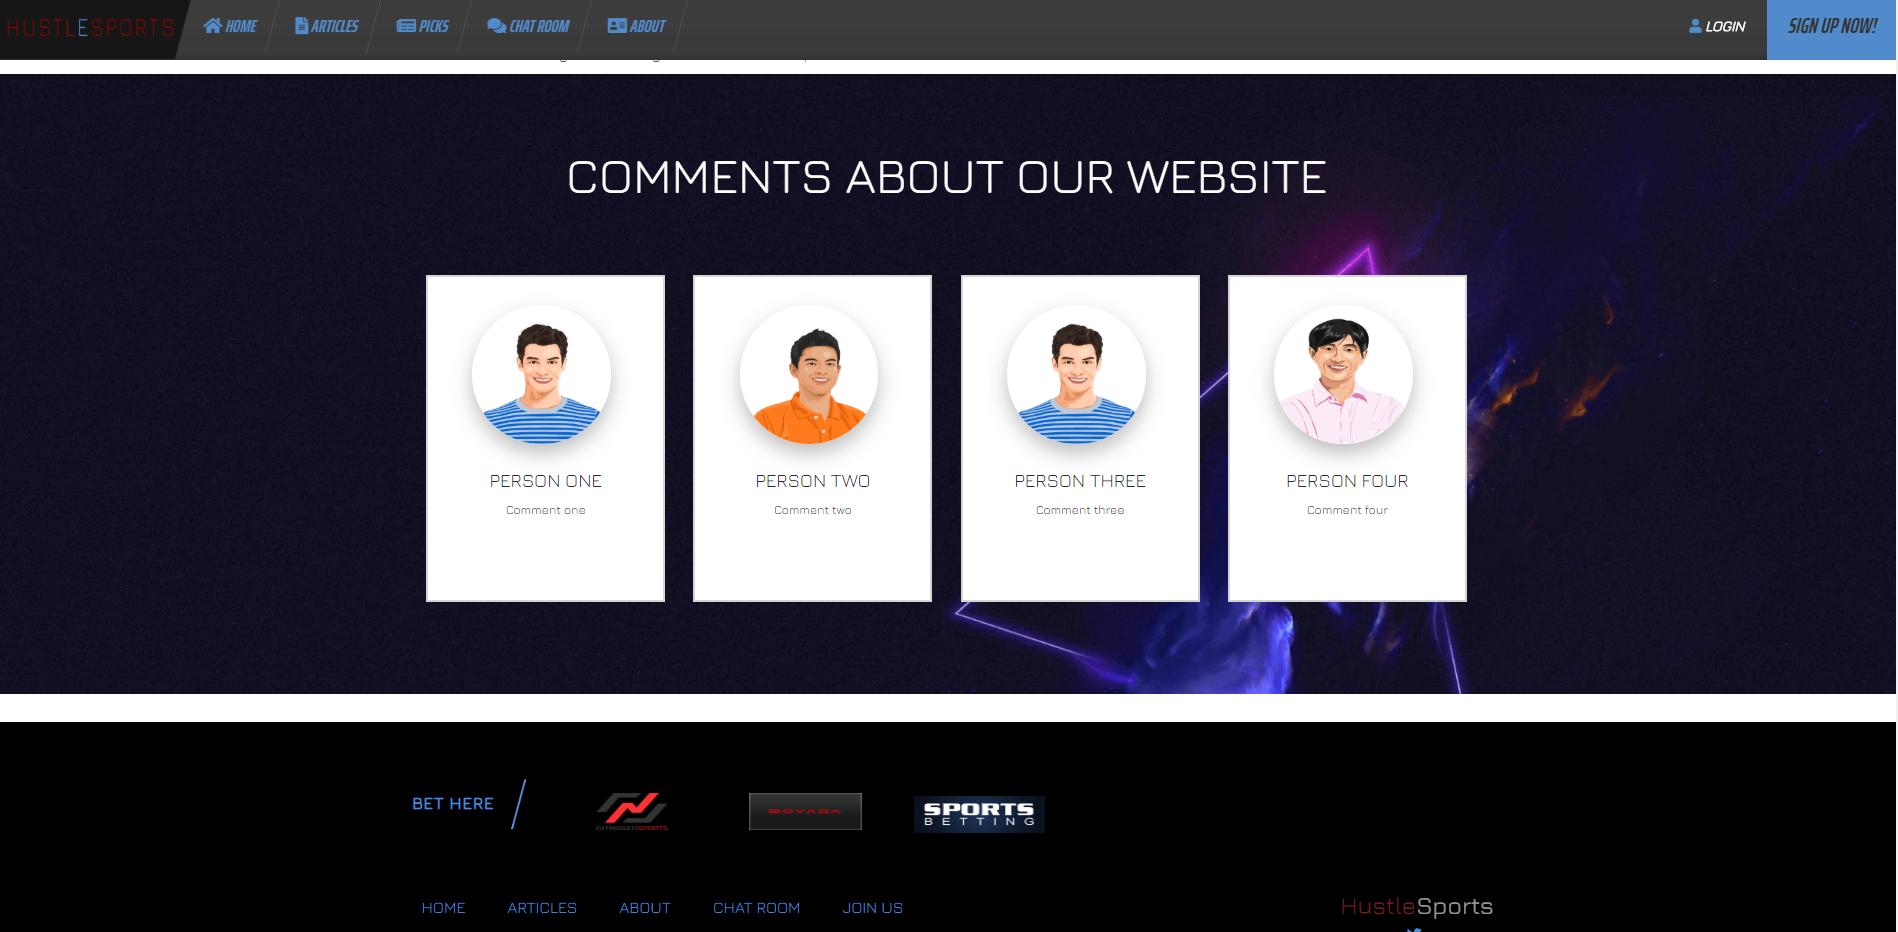 HUSTLESPORTS HOME ARTICLES PICKS CHAT ROOM ABOUT LOGIN SIGN UP NOW!
COMMENTS ABOUT OUR WEBSITE
PERSON ONE PERSON TWO PERSON THREE PERSON FOUR
Comment one Comment two Comment three Comment four
BET HERE
NITROGENSPORTS
BOVADA
SPORTS
BETTING
HOME ARTICLES ABOUT CHAT ROOM JOIN US HustleSports